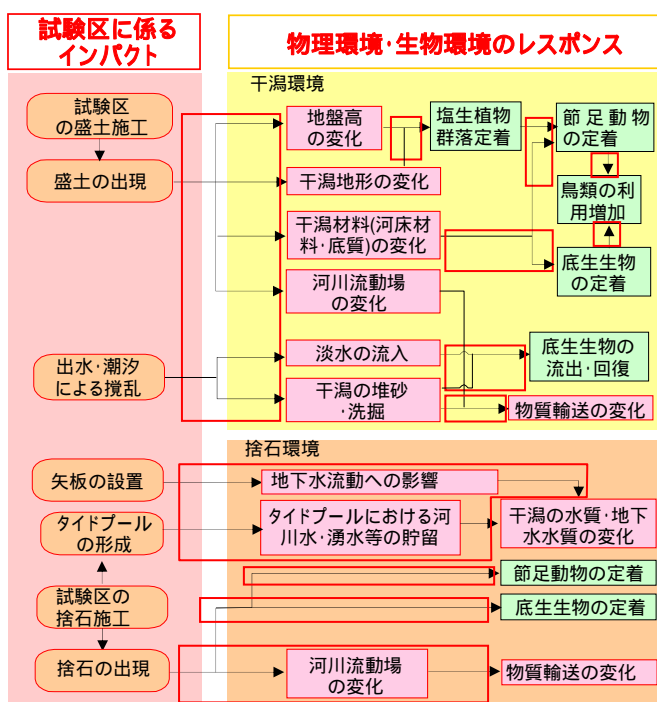 試験区に係る
インパクト
物理環境・生物環境のレスポンス
干潟環境
試験区
の盛土施工
盛土の出現
出水・潮汐
による撹乱
地盤高
の変化
塩生植物
群落定着
節足動物
の定着
干潟地形の変化
鳥類の利
用増加
干潟材料(河床材
料・底質)の変化
底生生物
の定着
河川流動場
の変化
淡水の流入
底生生物の
流出・回復
干潟の堆砂
・洗掘
物質輸送の変化
捨石環境
矢板の設置
地下水流動への影響
タイドプール
の形成
タイドプールにおける河
川水・湧水等の貯留
干潟の水質・地下
水水質の変化
節足動物の定着
試験区の
捨石施工
底生生物の定着
捨石の出現
河川流動場
の変化
物質輸送の変化